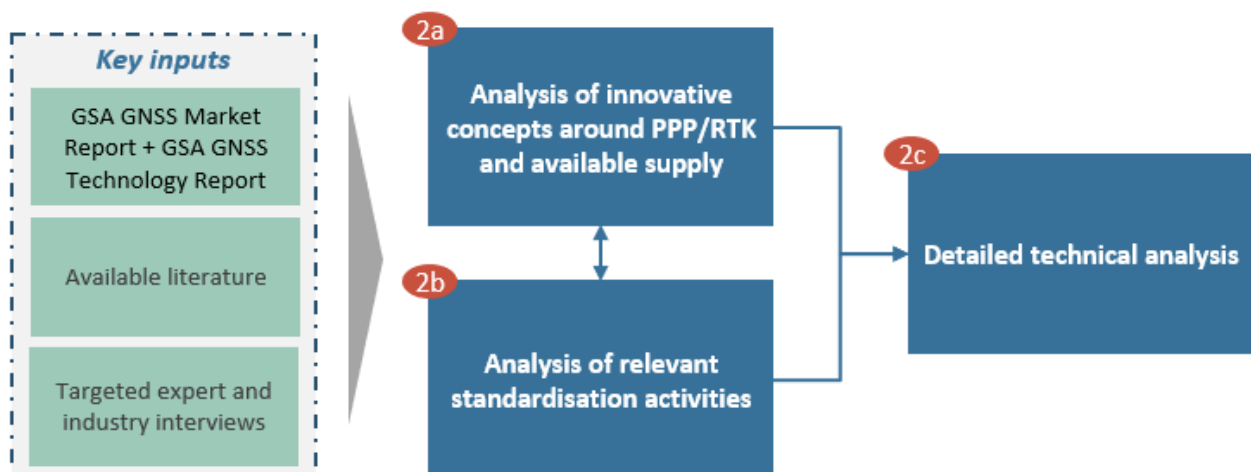 Key inputs
GSA GNSS Market
Report + GSA GNSS
Technology Report
Available literature
Targeted expert and
industry interviews
2a
Analysis of innovative
concepts around PPP/RTK
and available supply
2b
Analysis of relevant
standardisation activities
2c
Detailed technical analysis